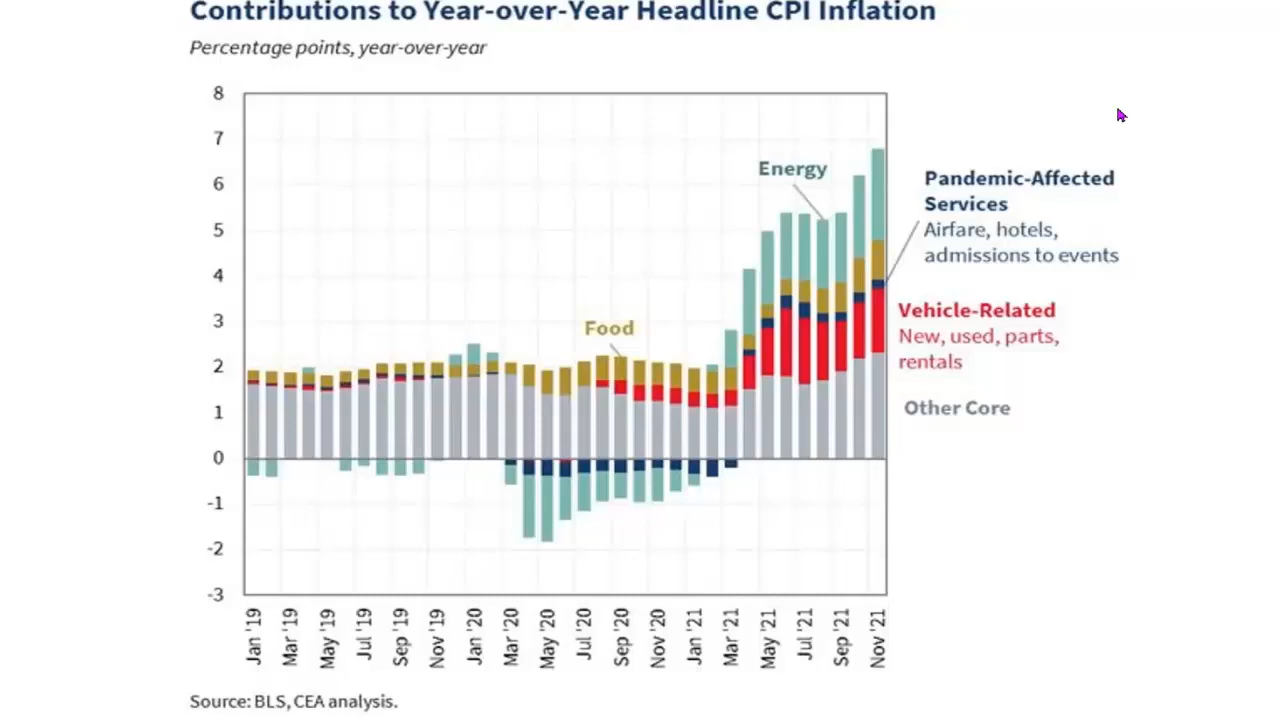 Contributions to Year-over-Year Headline CPI Inflation
Percentage points, year-over-year
8
7
6
5
4
3
2
1
0
-1
-2
-3
Energy
Food
Pandemic-Affected
Services
Airfare, hotels,
admissions to events
Vehicle-Related
New, used, parts,
rentals
Other Core
Jan '19
Mar '19
May '19
Jul '19
Sep '19
Nov '19
Jan '20
Mar '20
May '20
Jul '20
Sep '20
Nov '20
Jan '21
Mar '21
May '21
Jul '21
Sep '21
Nov '21
Source: BLS, CEA analysis.